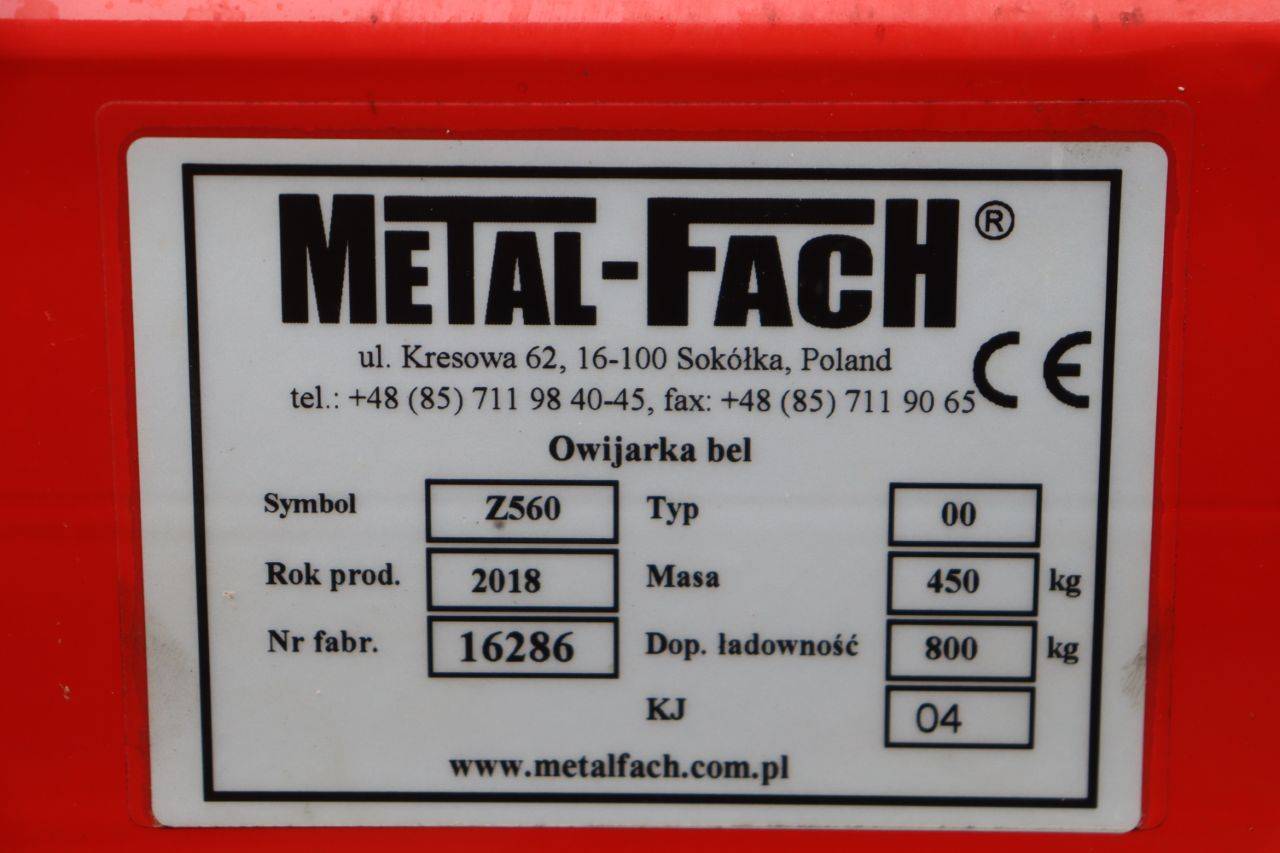 METAL-FACH ®
ul. Kresowa 62, 16-100 Sokółka, Poland
tel.: +48 (85) 711 98 40-45, fax: +48 (85) 711 90 65
CE
Owijarka bel
Symbol Z560 Typ 00
Rok prod. 2018 Masa 450 kg
Nr fabr. 16286 Dop. ładowność 800 kg
KJ 04
www.metalfach.com.pl